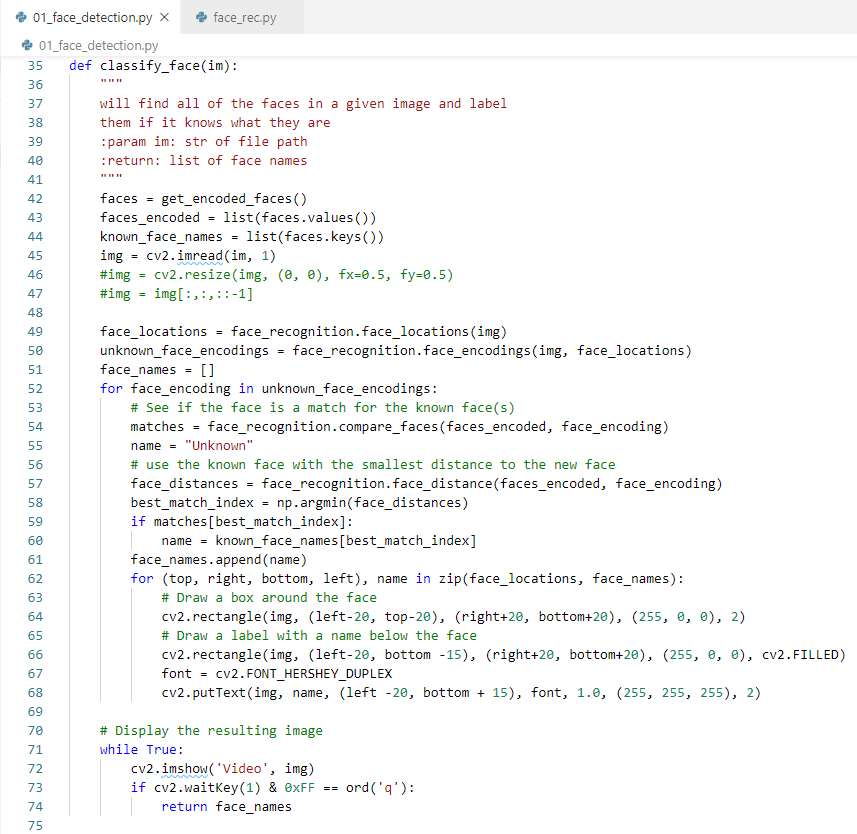 01_face_detection.py × face_rec.py
01_face_detection.py
35 def classify_face(im):
36     """
37     will find all of the faces in a given image and label
38     them if it knows what they are
39     :param im: str of file path
40     :return: list of face names
41     """
42     faces = get_encoded_faces()
43     faces_encoded = list(faces.values())
44     known_face_names = list(faces.keys())
45     img = cv2.imread(im, 1)
46     #img = cv2.resize(img, (0, 0), fx=0.5, fy=0.5)
47     #img = img[:,:,::-1]
48
49     face_locations = face_recognition.face_locations(img)
50     unknown_face_encodings = face_recognition.face_encodings(img, face_locations)
51     face_names = []
52     for face_encoding in unknown_face_encodings:
53         # See if the face is a match for the known face(s)
54         matches = face_recognition.compare_faces(faces_encoded, face_encoding)
55         name = "Unknown"
56         # use the known face with the smallest distance to the new face
57         face_distances = face_recognition.face_distance(faces_encoded, face_encoding)
58         best_match_index = np.argmin(face_distances)
59         if matches[best_match_index]:
60             name = known_face_names[best_match_index]
61         face_names.append(name)
62         for (top, right, bottom, left), name in zip(face_locations, face_names):
63             # Draw a box around the face
64             cv2.rectangle(img, (left-20, top-20), (right+20, bottom+20), (255, 0, 0), 2)
65             # Draw a label with a name below the face
66             cv2.rectangle(img, (left-20, bottom -15), (right+20, bottom+20), (255, 0, 0), cv2.FILLED)
67             font = cv2.FONT_HERSHEY_DUPLEX
68             cv2.putText(img, name, (left -20, bottom + 15), font, 1.0, (255, 255, 255), 2)
69
70     # Display the resulting image
71     while True:
72         cv2.imshow('Video', img)
73         if cv2.waitKey(1) & 0xFF == ord('q'):
74             return face_names
75